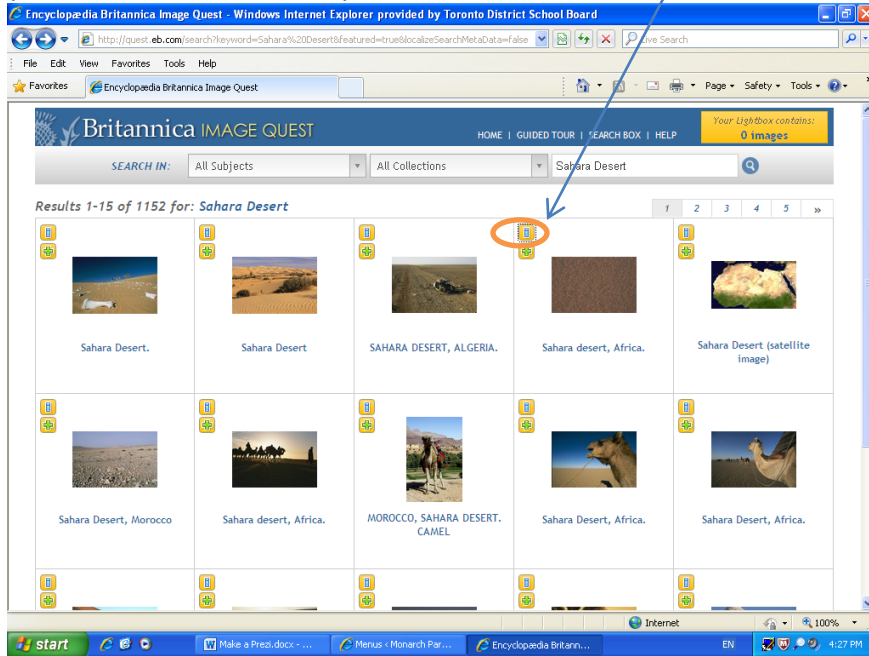 Encyclopædia Britannica Image Quest - Windows Internet Explorer provided by Toronto District School Board
http://quest.eb.com/search?keyword=Sahara%20Desert&featured=true&localizeSearchMetaData=false
Live Search
File Edit View Favorites Tools Help
Favorites Encyclopædia Britannica Image Quest Page Safety Tools
Britannica IMAGE QUEST
HOME | GUIDED TOUR | SEARCH BOX | HELP
Your Lightbox contains:
0 images
SEARCH IN: All Subjects All Collections Sahara Desert
Results 1-15 of 1152 for: Sahara Desert
1 2 3 4 5 »
Sahara Desert. Sahara Desert SAHARA DESERT, ALGERIA. Sahara desert, Africa. Sahara Desert (satellite
image)
Sahara Desert, Morocco Sahara desert, Africa. MOROCCO, SAHARA DESERT. Sahara Desert, Africa. Sahara Desert, Africa.
CAMEL
Internet 100%
start Make a Prezi.docx - ... Menus < Monarch Par... Encyclopædia Britann... EN 4:27 PM